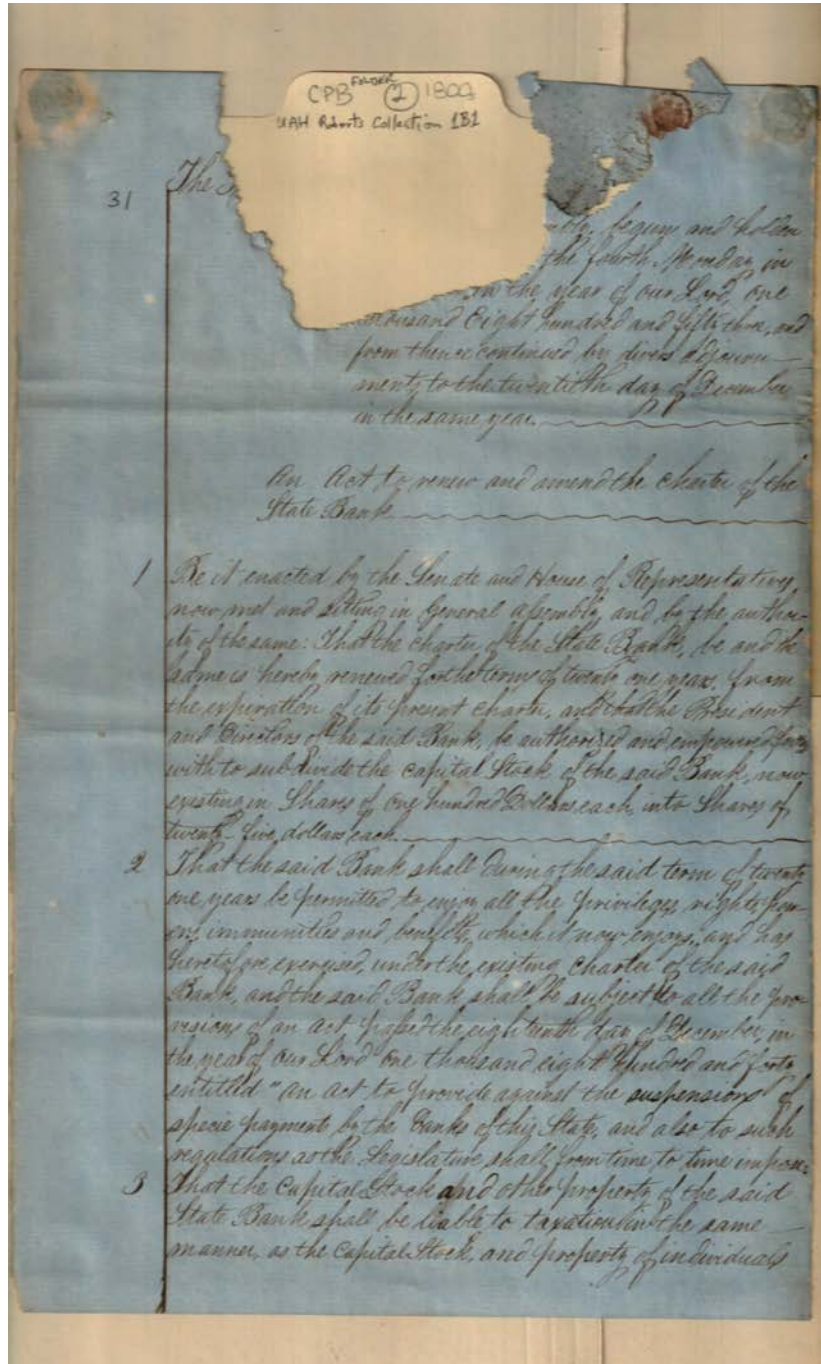 CPB FOLDER 2 1809
UAH Roberts Collection 1B1
31
The
begun and holden
the fourth Monday in
in the year of our Lord, one
thousand Eight hundred and fifty three, and
from thence continued by divers adjourn-
ments, to the twentieth day of December
in the same year.
An Act to renew and amend the Charter of the
State Bank
1 Be it enacted by the Senate and House of Representatives
now met and sitting in General Assembly, and by the author-
ity of the same: That the charter of the State Bank, be and the
same is hereby renewed for the term of twenty one years, from
the expiration of its present charter, and that the President
and Directors of the said Bank, be authorized and empowered
with to subdivide the capital Stock of the said Bank, now
existing in Shares of one hundred Dollars each, into Shares of
twenty-five dollars each.
2 That the said Bank shall during the said term of twenty
one years be permitted to enjoy all the privileges, rights, pow-
ers, immunities and benefits, which it now enjoys, and has
heretofore exercised, under the existing charter of the said
Bank, and the said Bank shall be subject to all the pro-
visions of an act passed the eighteenth day of December, in
the year of our Lord one thousand eight hundred and forty
entitled "an act to provide against the suspension of
specie payment by the Banks of this State, and also to such
regulations as the Legislature shall, from time to time impose.
3 That the Capital Stock and other property of the said
State Bank shall be liable to taxation in the same
manner, as the Capital Stock, and property of individuals